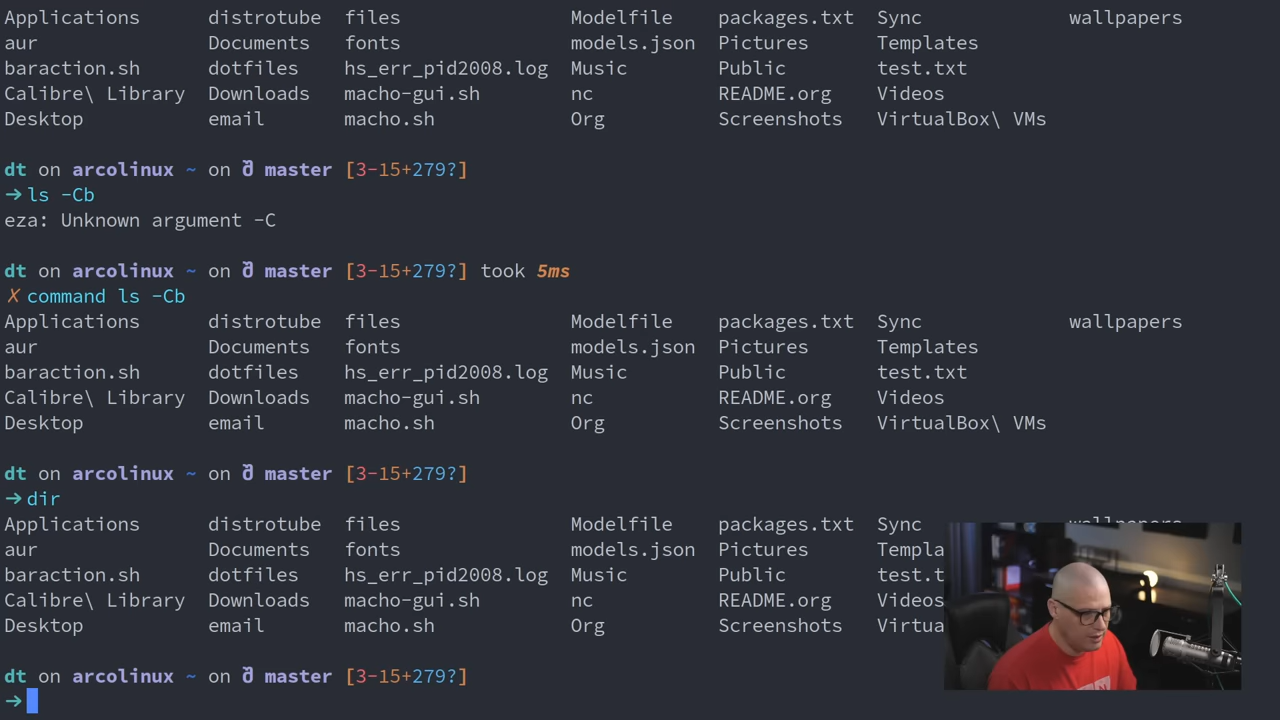 Applications distrotube files Modelfile packages.txt Sync wallpapers
aur Documents fonts models.json Pictures Templates
baraction.sh dotfiles hs_err_pid2008.log Music Public test.txt
Calibre\ Library Downloads macho-gui.sh nc README.org Videos
Desktop email macho.sh Org Screenshots VirtualBox\ VMs
dt on arcolinux ~ on master [3-15+279?]
→ ls -Cb
eza: Unknown argument -C
dt on arcolinux ~ on master [3-15+279?] took 5ms
✗ command ls -Cb
Applications distrotube files Modelfile packages.txt Sync wallpapers
aur Documents fonts models.json Pictures Templates
baraction.sh dotfiles hs_err_pid2008.log Music Public test.txt
Calibre\ Library Downloads macho-gui.sh nc README.org Videos
Desktop email macho.sh Org Screenshots VirtualBox\ VMs
dt on arcolinux ~ on master [3-15+279?]
→ dir
Applications distrotube files Modelfile packages.txt Sync wallpapers
aur Documents fonts models.json Pictures Templa
baraction.sh dotfiles hs_err_pid2008.log Music Public test.t
Calibre\ Library Downloads macho-gui.sh nc README.org Videos
Desktop email macho.sh Org Screenshots Virtua
dt on arcolinux ~ on master [3-15+279?]
→